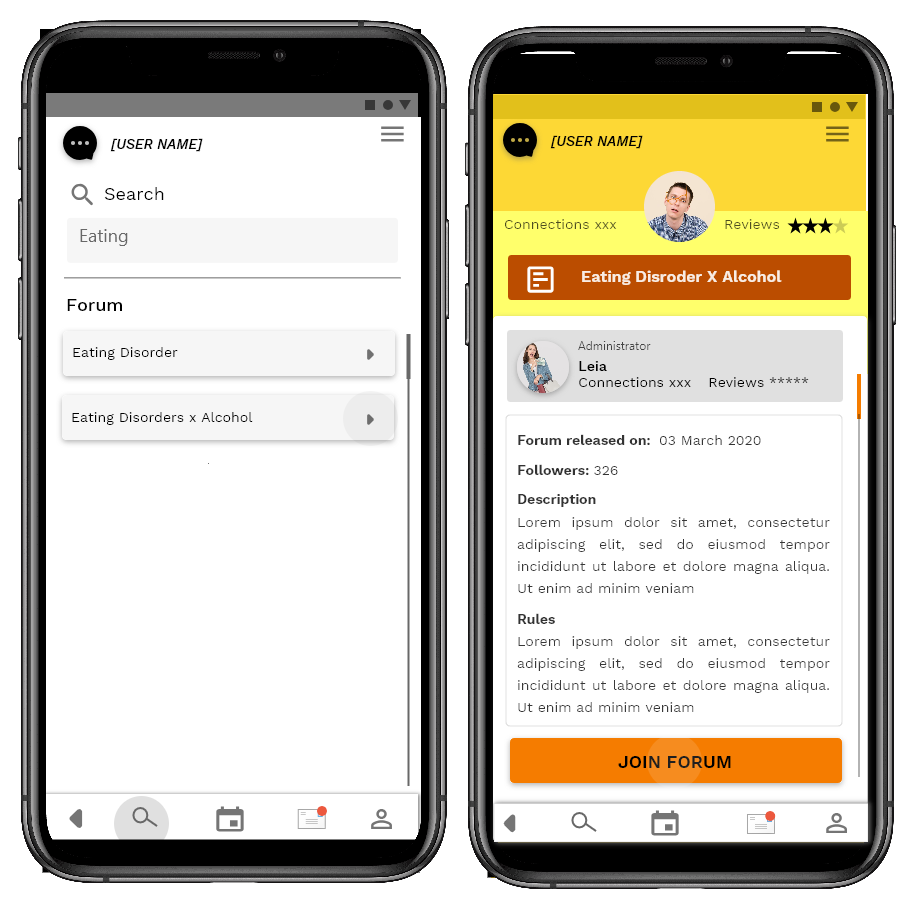 [USER NAME]
Search
Eating
Forum
Eating Disorder
Eating Disorders x Alcohol
[USER NAME]
Connections xxx
Reviews
Eating Disroder X Alcohol
Administrator
Leia
Connections xxx Reviews *****
Forum released on: 03 March 2020
Followers: 326
Description
Lorem ipsum dolor sit amet, consectetur
adipiscing elit, sed do eiusmod tempor
incididunt ut labore et dolore magna aliqua.
Ut enim ad minim veniam
Rules
Lorem ipsum dolor sit amet, consectetur
adipiscing elit, sed do eiusmod tempor
incididunt ut labore et dolore magna aliqua.
Ut enim ad minim veniam
JOIN FORUM